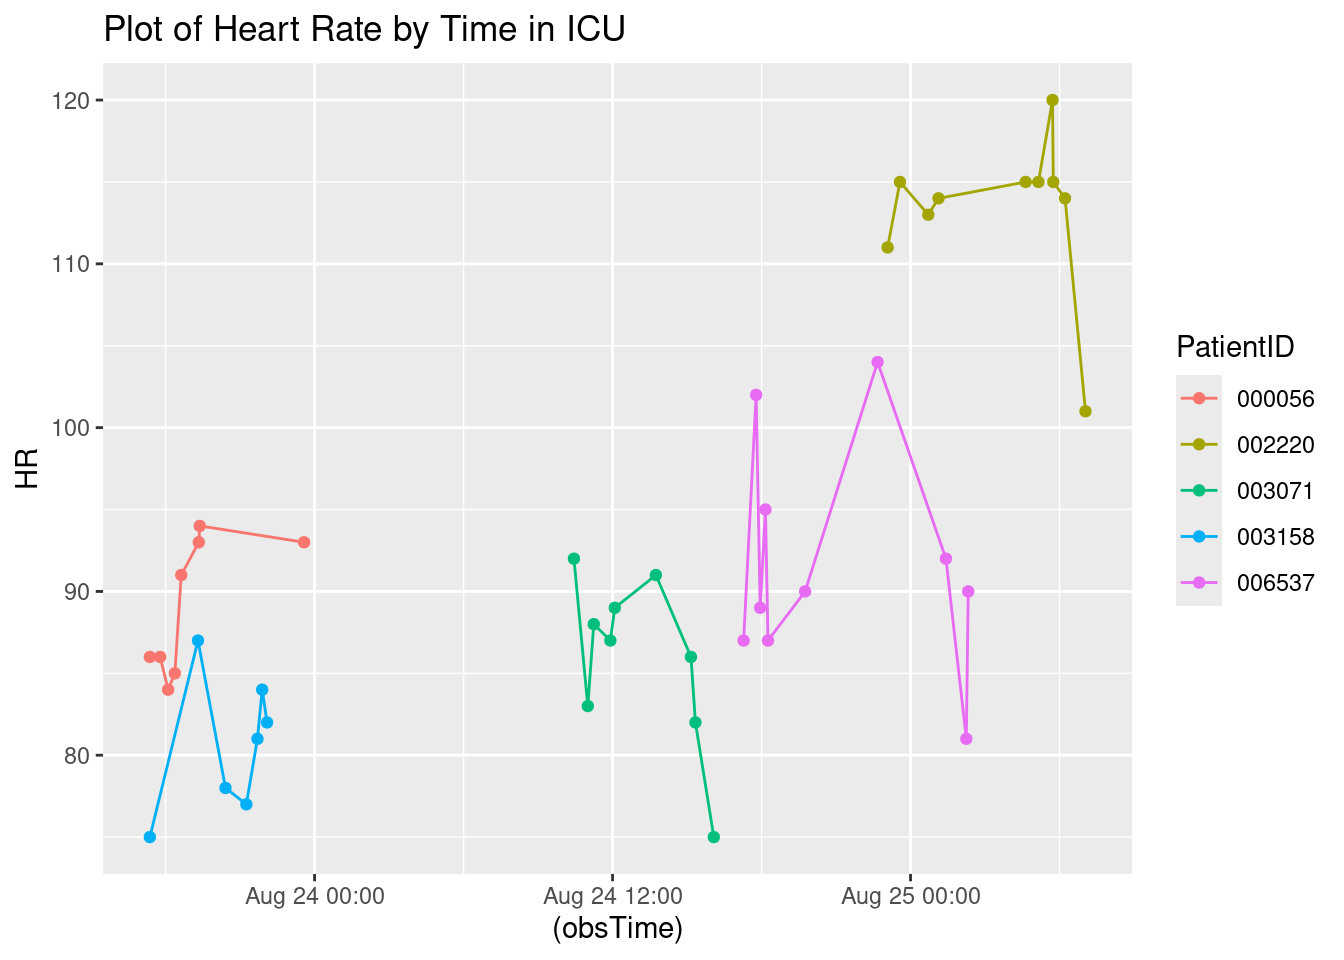 Plot of Heart Rate by Time in ICU
120
110
100
90
80
HR
Aug 24 00:00
Aug 24 12:00
Aug 25 00:00
(obsTime)
PatientID
000056
002220
003071
003158
006537